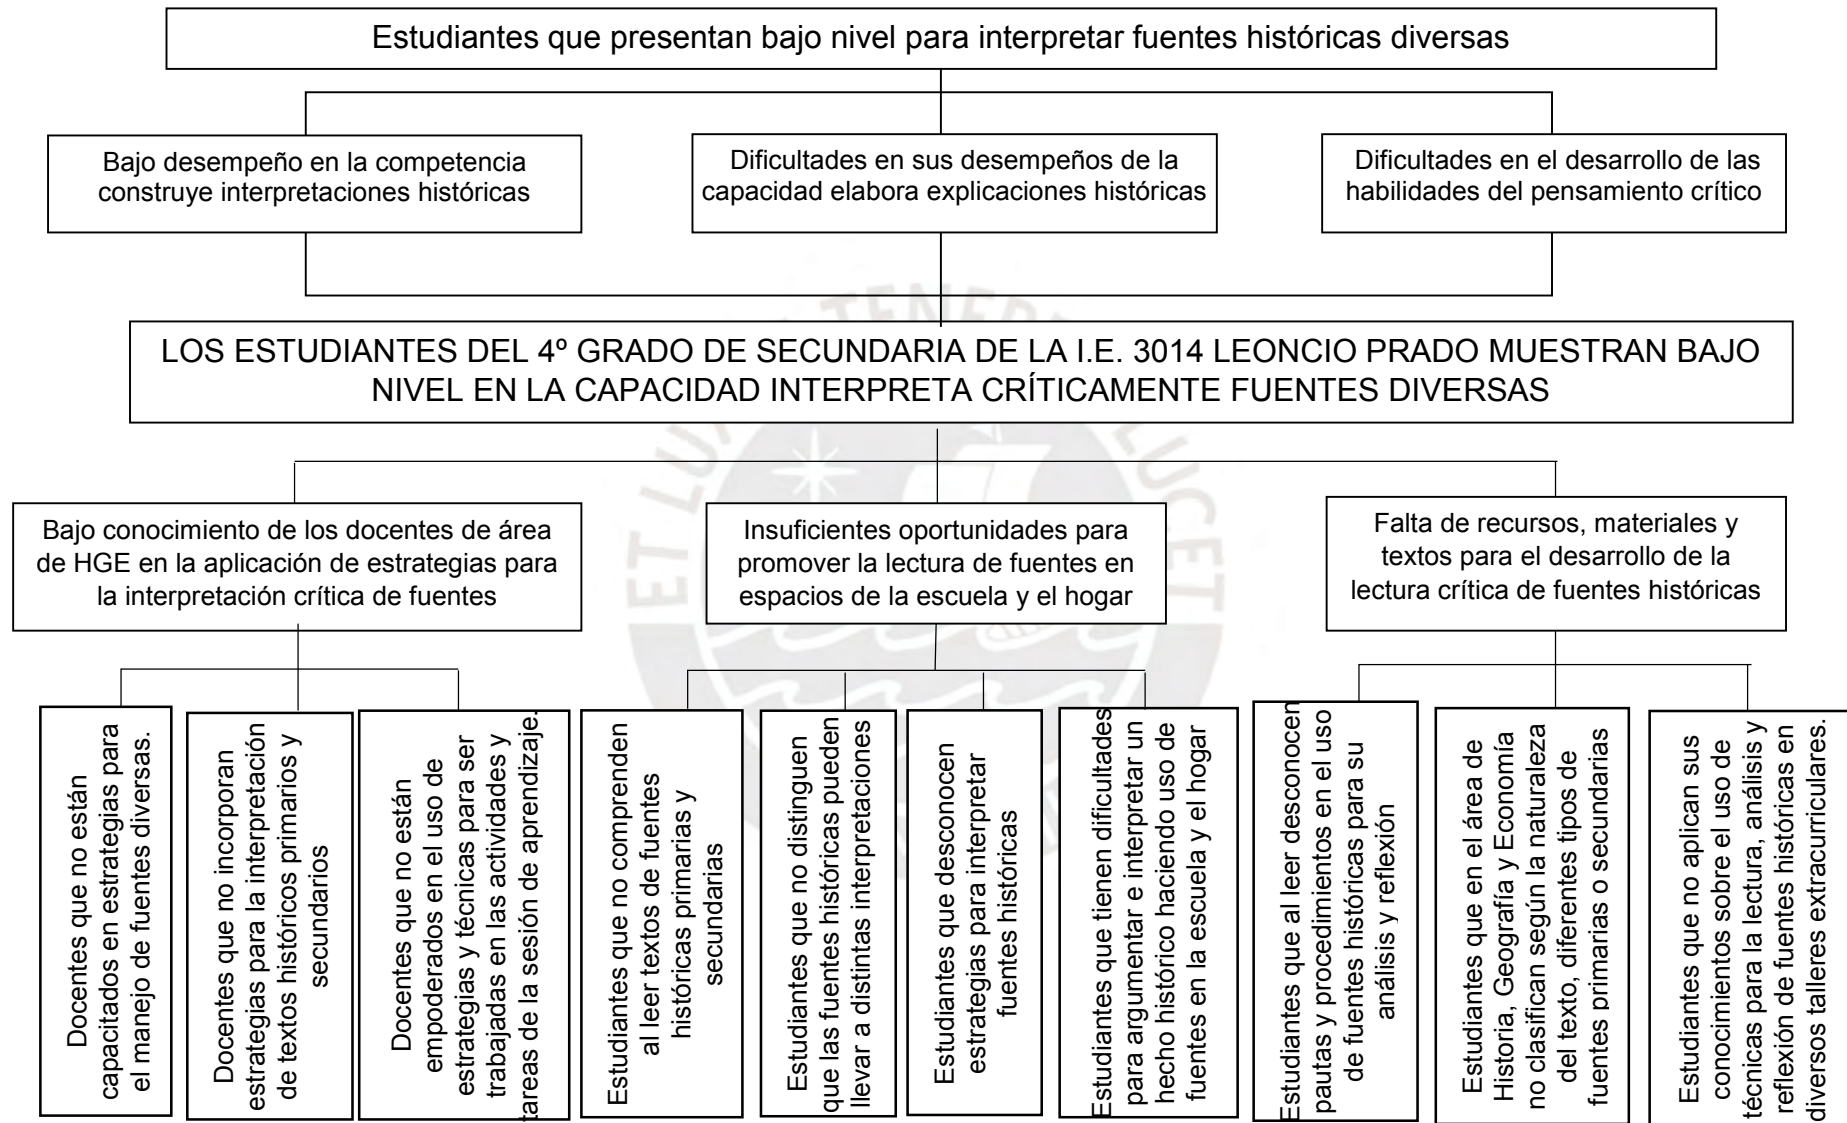 Estudiantes que presentan bajo nivel para interpretar fuentes históricas diversas
Bajo desempeño en la competencia
construye interpretaciones históricas
Dificultades en sus desempeños de la
capacidad elabora explicaciones históricas
Dificultades en el desarrollo de las
habilidades del pensamiento crítico
LOS ESTUDIANTES DEL 4º GRADO DE SECUNDARIA DE LA I.E. 3014 LEONCIO PRADO MUESTRAN BAJO
NIVEL EN LA CAPACIDAD INTERPRETA CRÍTICAMENTE FUENTES DIVERSAS
Bajo conocimiento de los docentes de área
de HGE en la aplicación de estrategias para
la interpretación crítica de fuentes
Insuficientes oportunidades para
promover la lectura de fuentes en
espacios de la escuela y el hogar
Falta de recursos, materiales y
textos para el desarrollo de la
lectura crítica de fuentes históricas
Docentes que no están
capacitados en estrategias para
el manejo de fuentes diversas.
Docentes que no incorporan
estrategias para la interpretación
de textos históricos primarios y
secundarios
Docentes que no están
empoderados en el uso de
estrategias y técnicas para ser
trabajadas en las actividades y
tareas de la sesión de aprendizaje.
Estudiantes que no comprenden
al leer textos de fuentes
históricas primarias y
secundarias
Estudiantes que no distinguen
que las fuentes históricas pueden
llevar a distintas interpretaciones
Estudiantes que desconocen
estrategias para interpretar
fuentes históricas
Estudiantes que tienen dificultades
para argumentar e interpretar un
hecho histórico haciendo uso de
fuentes en la escuela y el hogar
Estudiantes que al leer desconocen
pautas y procedimientos en el uso
de fuentes históricas para su
análisis y reflexión
Estudiantes que en el área de
Historia, Geografía y Economía
no clasifican según la naturaleza
del texto, diferentes tipos de
fuentes primarias o secundarias
Estudiantes que no aplican sus
conocimientos sobre el uso de
técnicas para la lectura, análisis y
reflexión de fuentes históricas en
diversos talleres extracurriculares.
ET LUX
LUCET